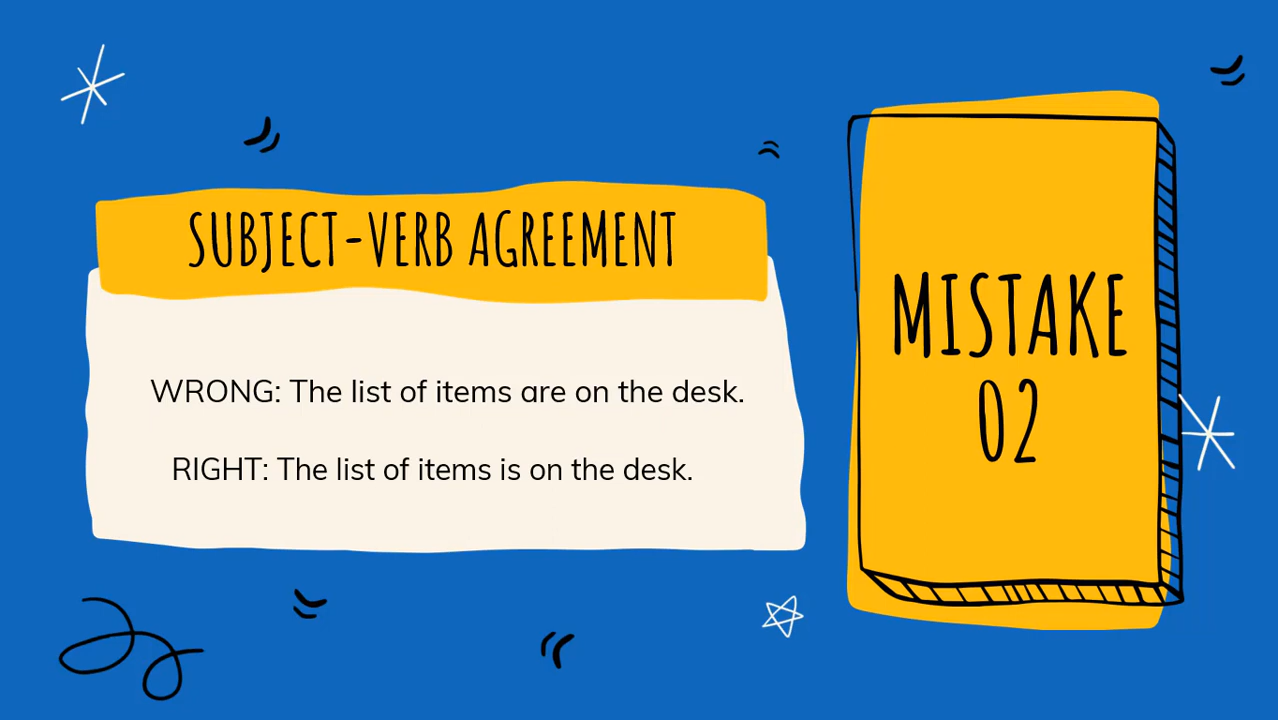 SUBJECT-VERB AGREEMENT
WRONG: The list of items are on the desk.
RIGHT: The list of items is on the desk.
MISTAKE
02